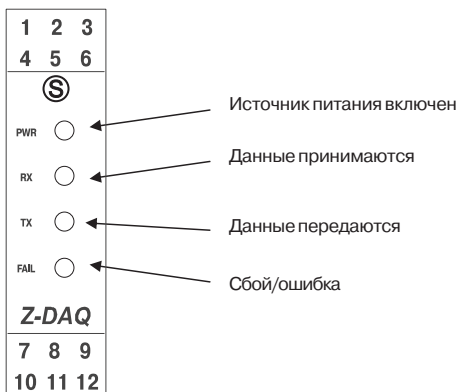 1 2 3
4 5 6
S
PWR
Источник питания включен
RX
Данные принимаются
TX
Данные передаются
FAIL
Сбой/ошибка
Z-DAQ
7 8 9
10 11 12